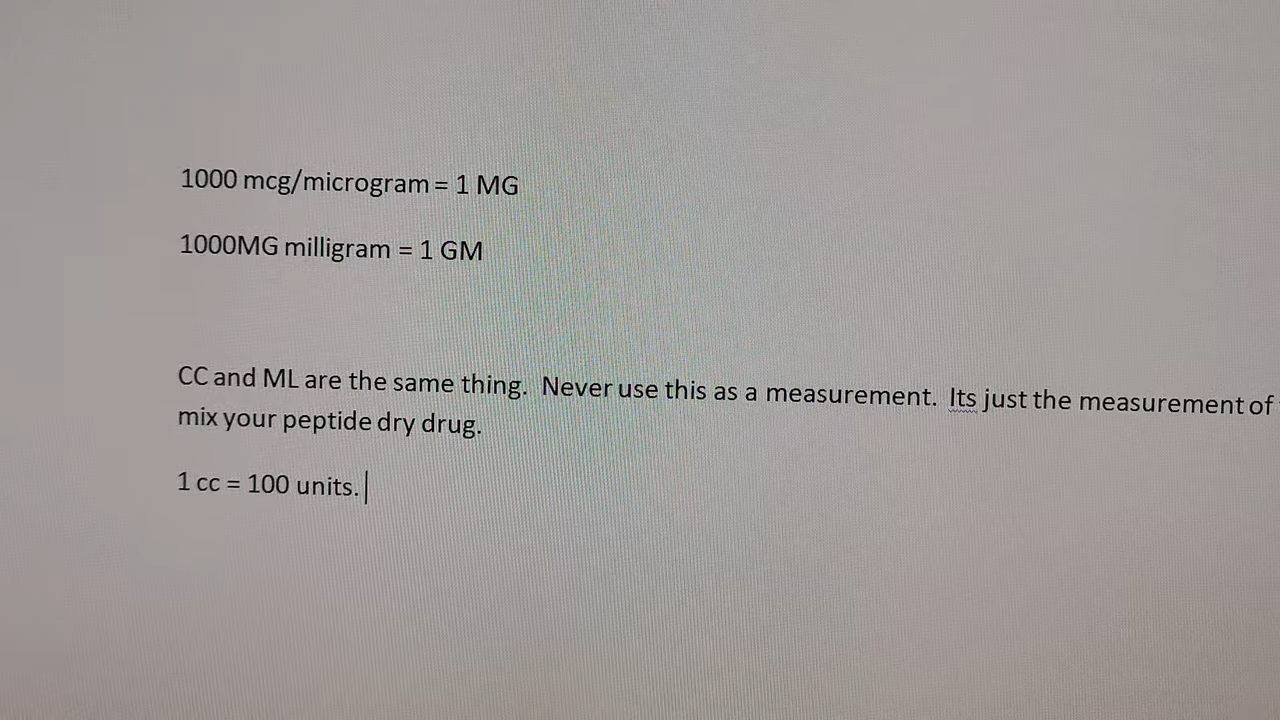 1000 mcg/microgram = 1 MG
1000MG milligram = 1 GM
CC and ML are the same thing.  Never use this as a measurement.  Its just the measurement of
mix your peptide dry drug.
1 cc = 100 units.